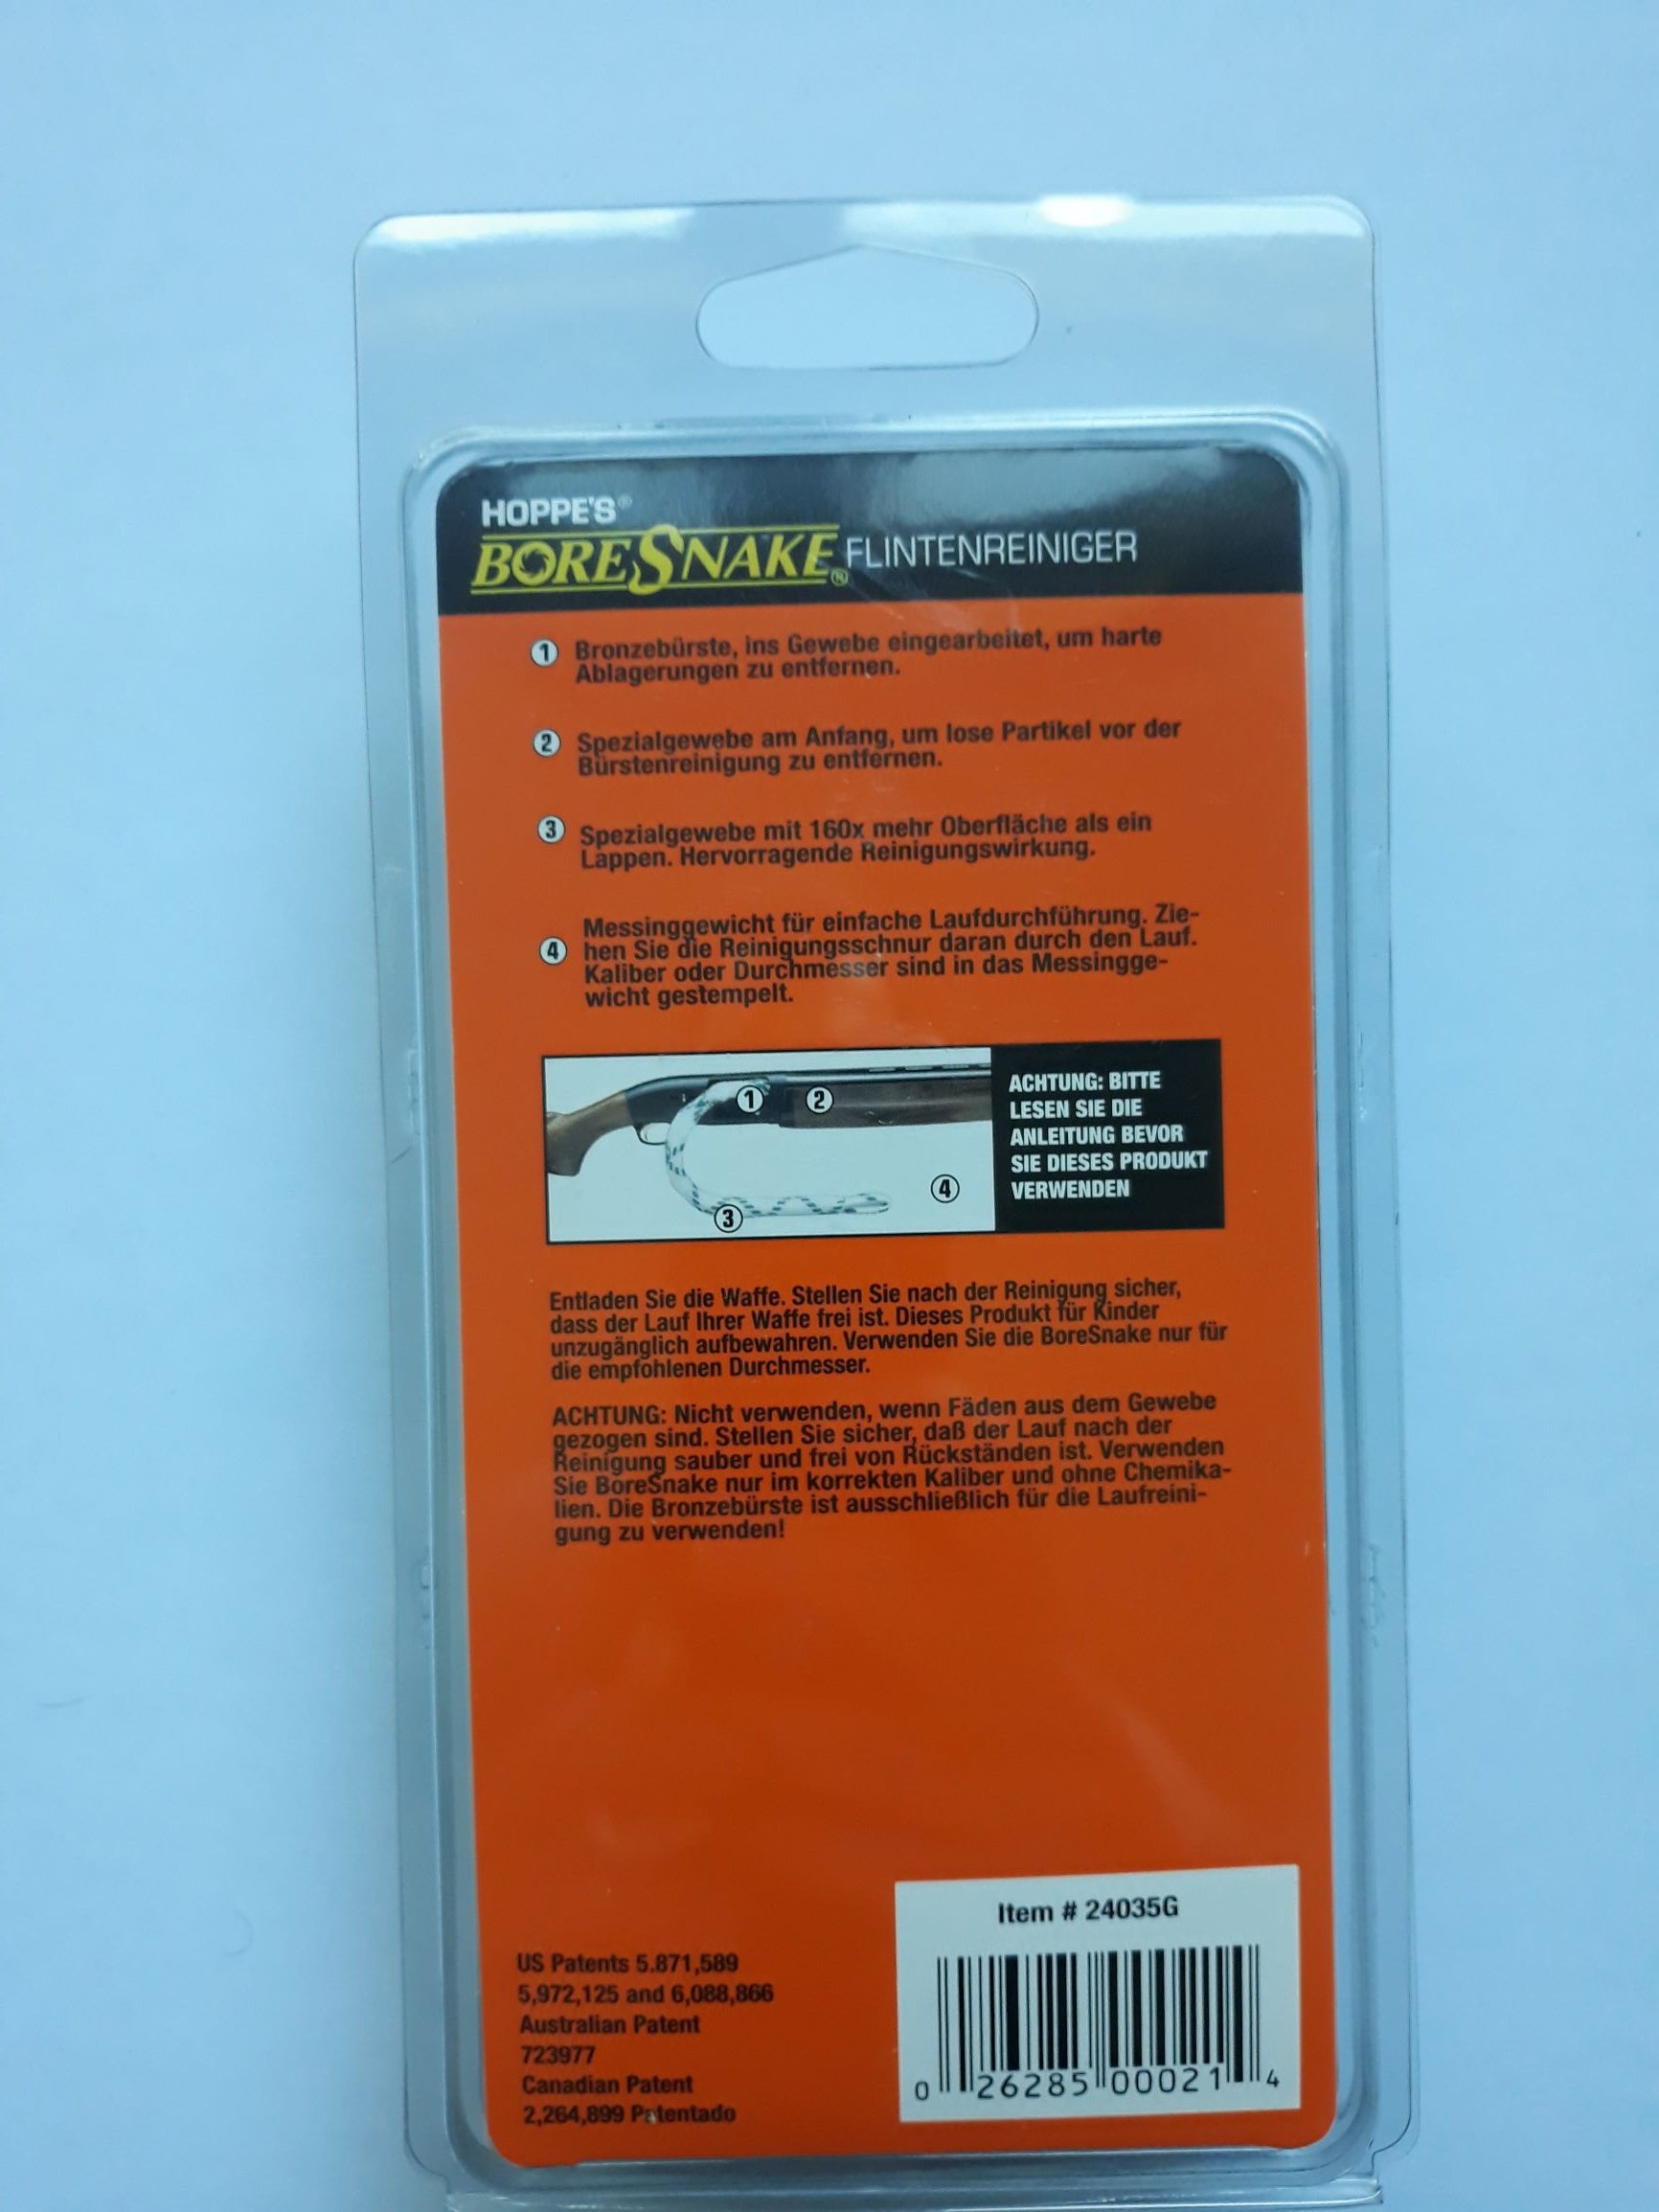 HOPPE'S®
BORESNAKE® FLINTENREINIGER
1 Bronzebürste, ins Gewebe eingearbeitet, um harte
Ablagerungen zu entfernen.
2 Spezialgewebe am Anfang, um lose Partikel vor der
Bürstenreinigung zu entfernen.
3 Spezialgewebe mit 160x mehr Oberfläche als ein
Lappen. Hervorragende Reinigungswirkung.
Messinggewicht für einfache Laufdurchführung. Zie-
4 hen Sie die Reinigungsschnur daran durch den Lauf.
Kaliber oder Durchmesser sind in das Messingge-
wicht gestempelt.
1 2
3
4
ACHTUNG: BITTE
LESEN SIE DIE
ANLEITUNG BEVOR
SIE DIESES PRODUKT
VERWENDEN
Entladen Sie die Waffe. Stellen Sie nach der Reinigung sicher,
dass der Lauf Ihrer Waffe frei ist. Dieses Produkt für Kinder
unzugänglich aufbewahren. Verwenden Sie die BoreSnake nur für
die empfohlenen Durchmesser.
ACHTUNG: Nicht verwenden, wenn Fäden aus dem Gewebe
gezogen sind. Stellen Sie sicher, daß der Lauf nach der
Reinigung sauber und frei von Rückständen ist. Verwenden
Sie BoreSnake nur im korrekten Kaliber und ohne Chemika-
lien. Die Bronzebürste ist ausschließlich für die Laufreini-
gung zu verwenden!
US Patents 5.871,589
5,972,125 and 6,088,866
Australian Patent
723977
Canadian Patent
2,264,899 Patentado
Item # 24035G
0 26285 00021 4